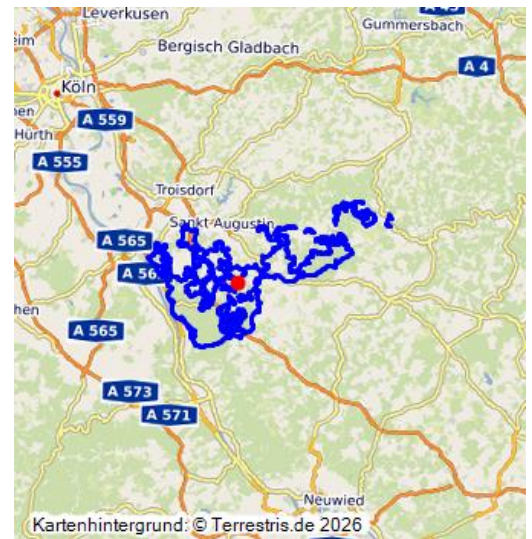 A 45
Leverkusen
Gummersbach
Bergisch Gladbach
A 4
Köln
A 559
Hürth
A 555
Troisdorf
Sankt Augustin
A 565
A 56
A 565
A 573
A 571
Neuwied
Kartenhintergrund: © Terrestris.de 2026